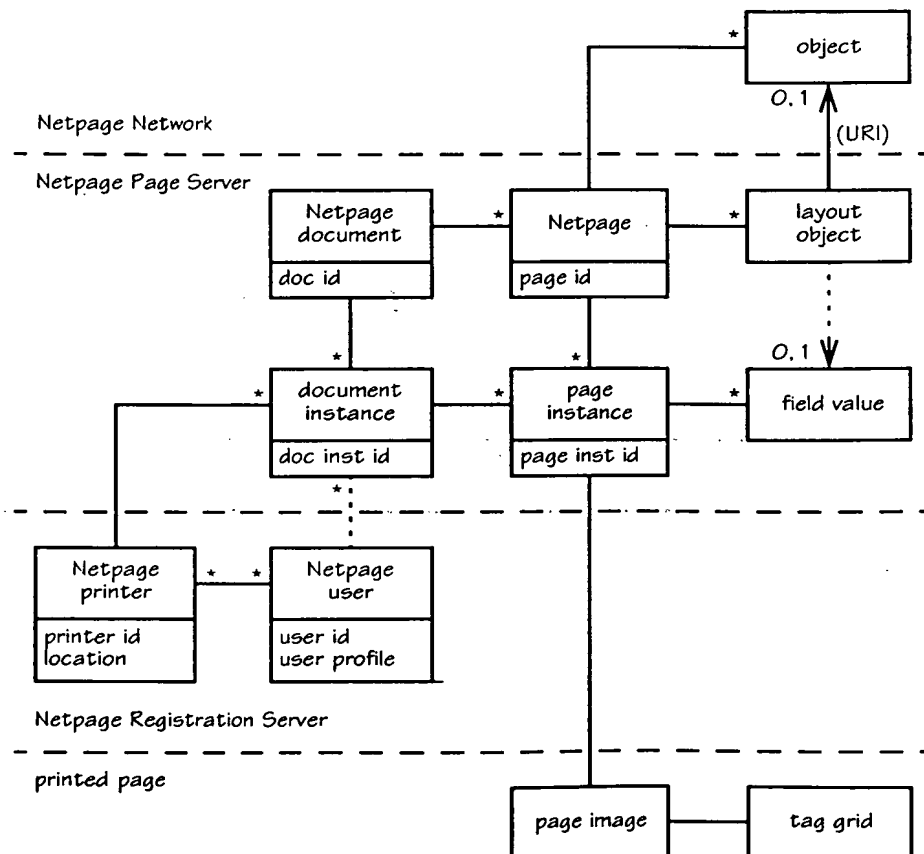 * object
0, 1
Netpage Network
(URI)
Netpage Page Server
Netpage
document
* Netpage * layout
object
doc id
page id
*
*
0, 1
* document
instance
* page
instance
* field value
doc inst id
page inst id
*
Netpage
printer
* *
Netpage
user
printer id
location
user id
user profile
Netpage Registration Server
printed page
page image
tag grid